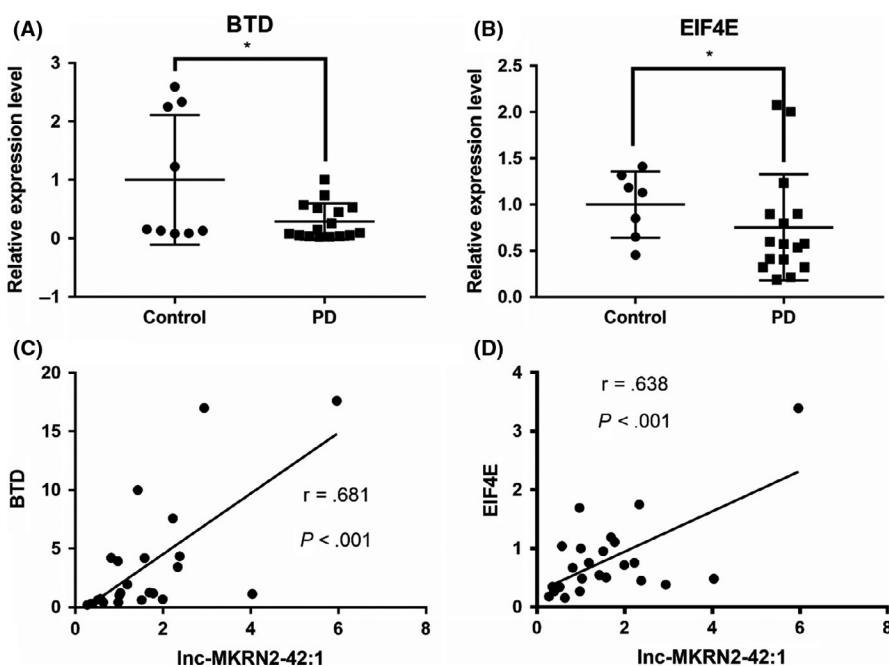 (A)
BTD
*
Relative expression level
3
2
1
0
–1
Control
PD
(B)
EIF4E
*
Relative expression level
2.5
2.0
1.5
1.0
0.5
0.0
Control
PD
(C)
BTD
20
15
10
5
0
r = .681
P < .001
0
2
4
6
8
lnc-MKRN2-42:1
(D)
EIF4E
4
3
2
1
0
r = .638
P < .001
0
2
4
6
8
lnc-MKRN2-42:1